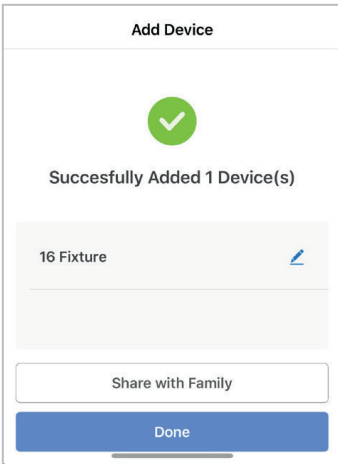 Add Device
Succesfully Added 1 Device(s)
16 Fixture
Share with Family
Done